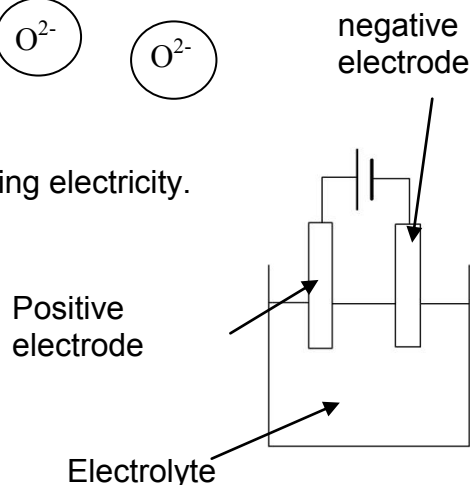 O²⁻
O²⁻
negative
electrode
ing electricity.
Positive
electrode
Electrolyte